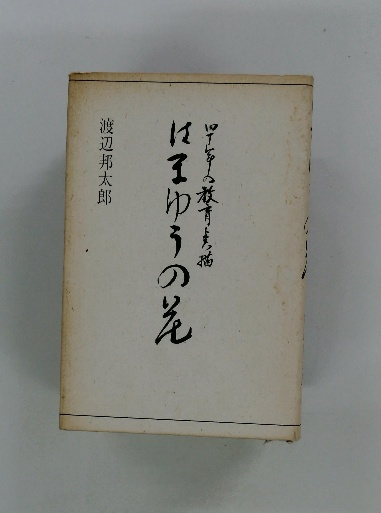 四十年の教育素描
はまゆうの花
渡辺邦太郎